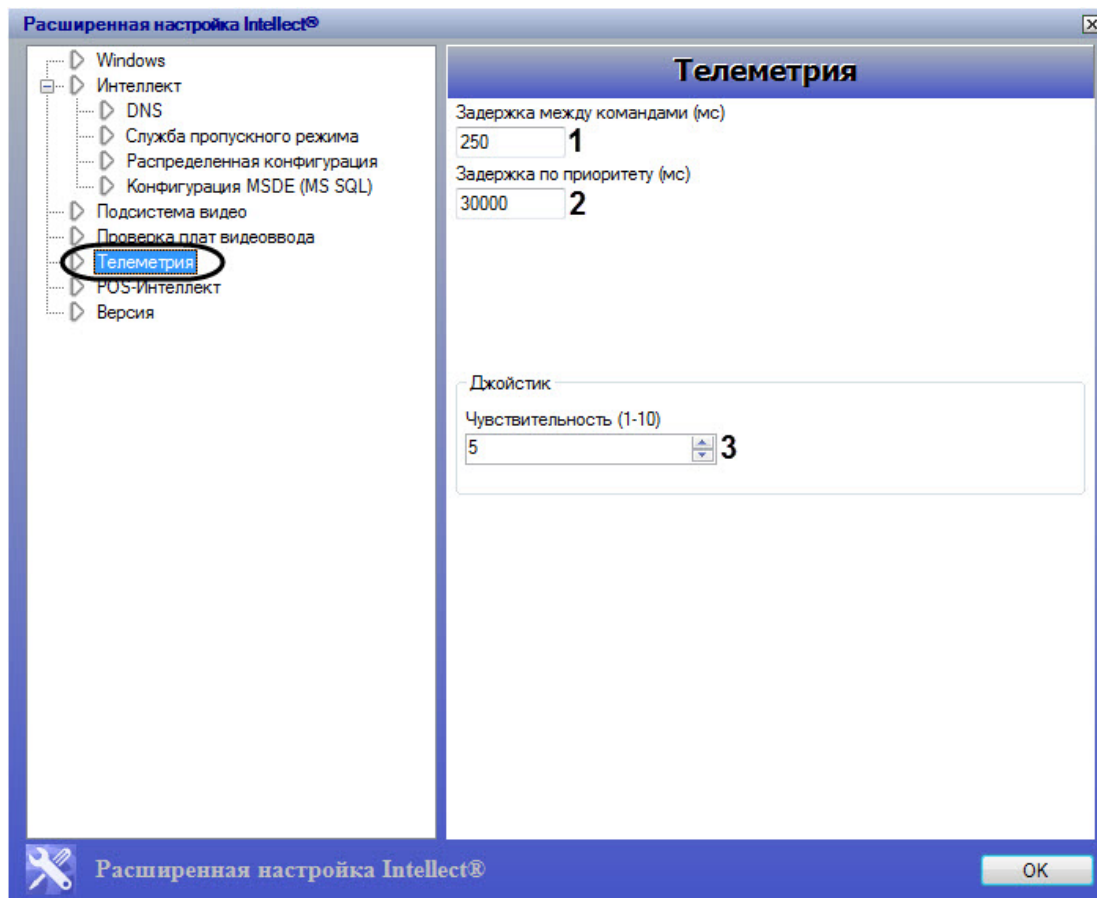 Расширенная настройка Intellect®
Windows
Интеллект
DNS
Служба пропускного режима
Распределенная конфигурация
Конфигурация MSDE (MS SQL)
Подсистема видео
Проверка плат видеоввода
Телеметрия
POS-Интеллект
Версия
Телеметрия
Задержка между командами (мс)
250 1
Задержка по приоритету (мс)
30000 2
Джойстик
Чувствительность (1-10)
5 3
Расширенная настройка Intellect®
OK